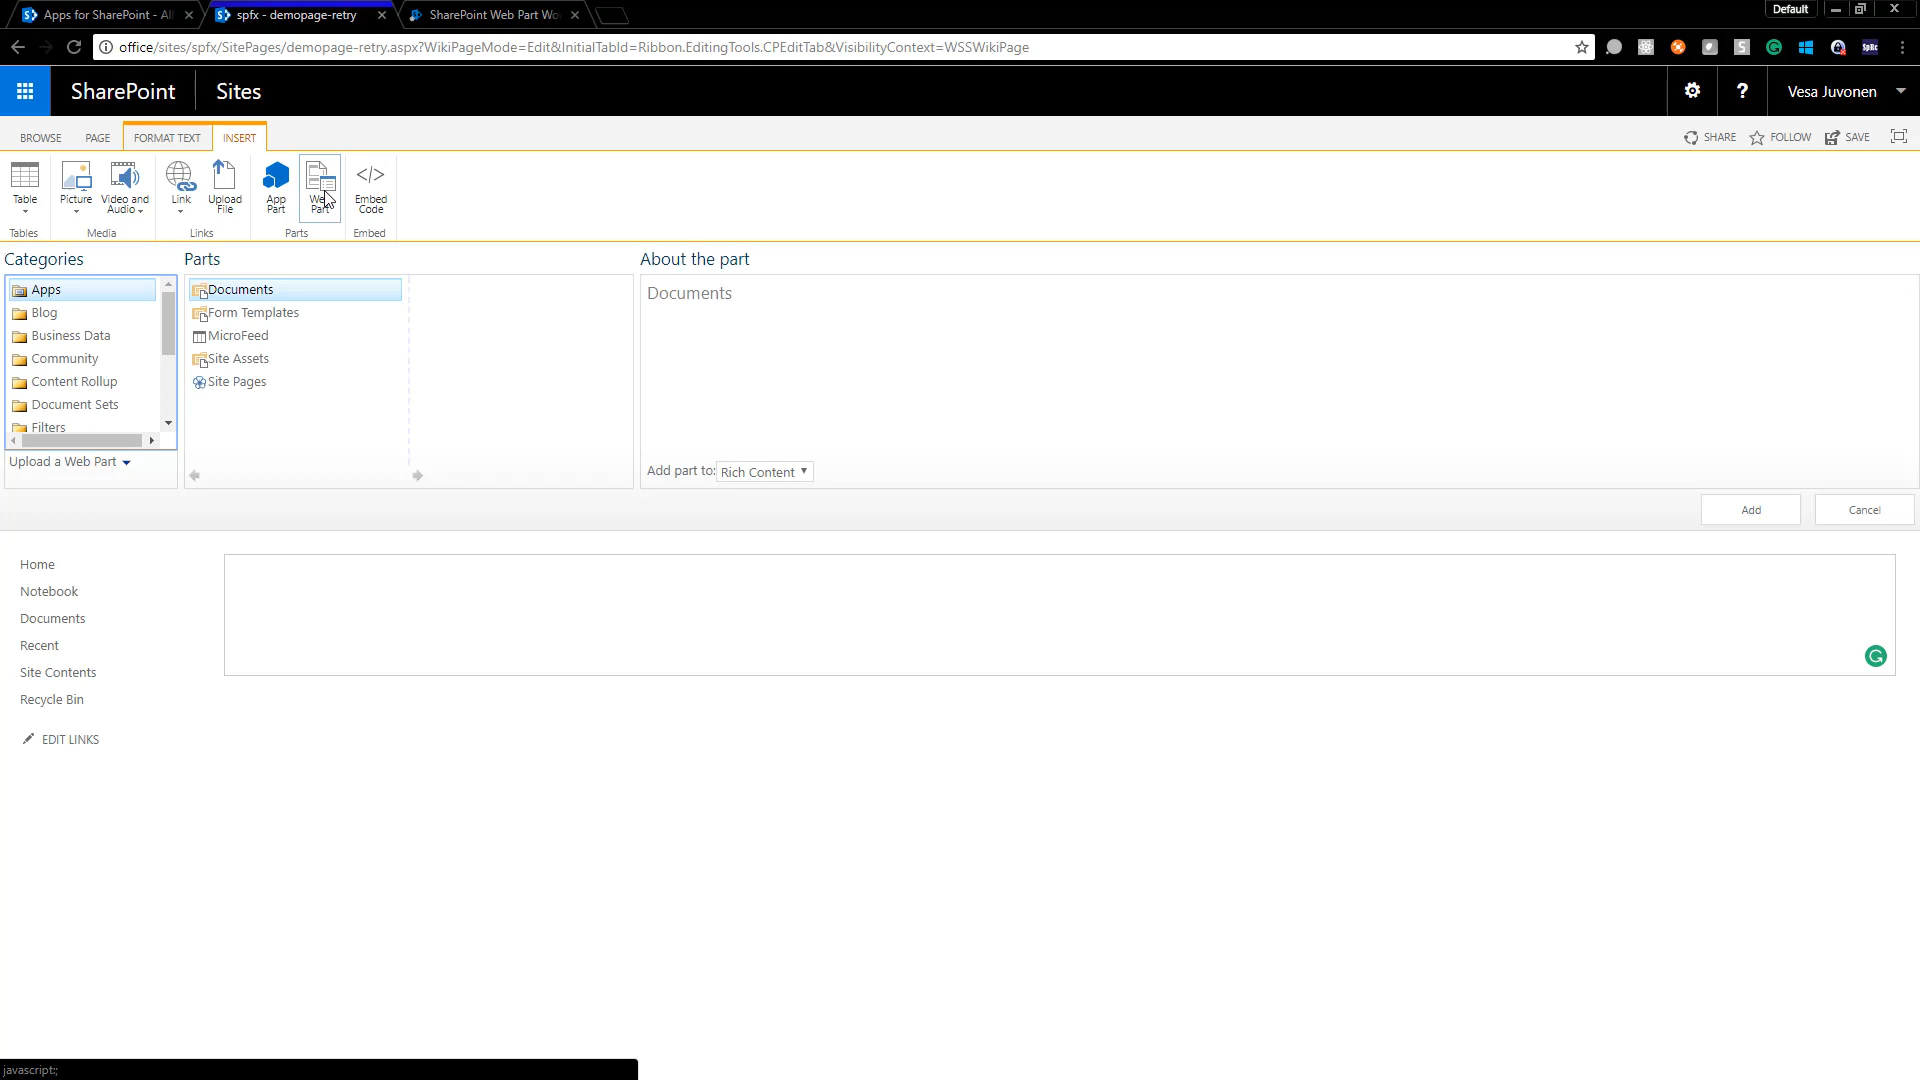 Apps for SharePoint - Al
spfx - demopage-retry
SharePoint Web Part Wo
Default
office/sites/spfx/SitePages/demopage-retry.aspx?WikiPageMode=Edit&InitialTabId=Ribbon.EditingTools.CPEditTab&VisibilityContext=WSSWikiPage
SharePoint
Sites
?
Vesa Juvonen
BROWSE
PAGE
FORMAT TEXT
INSERT
SHARE
FOLLOW
SAVE
Table
Picture
Video and
Audio
Link
Upload
File
App
Part
Web
Part
Embed
Code
Tables
Media
Links
Parts
Embed
Categories
Parts
About the part
Apps
Blog
Business Data
Community
Content Rollup
Document Sets
Filters
Upload a Web Part
Documents
Form Templates
MicroFeed
Site Assets
Site Pages
Documents
Add part to:
Rich Content
Add
Cancel
Home
Notebook
Documents
Recent
Site Contents
Recycle Bin
EDIT LINKS
javascript:;